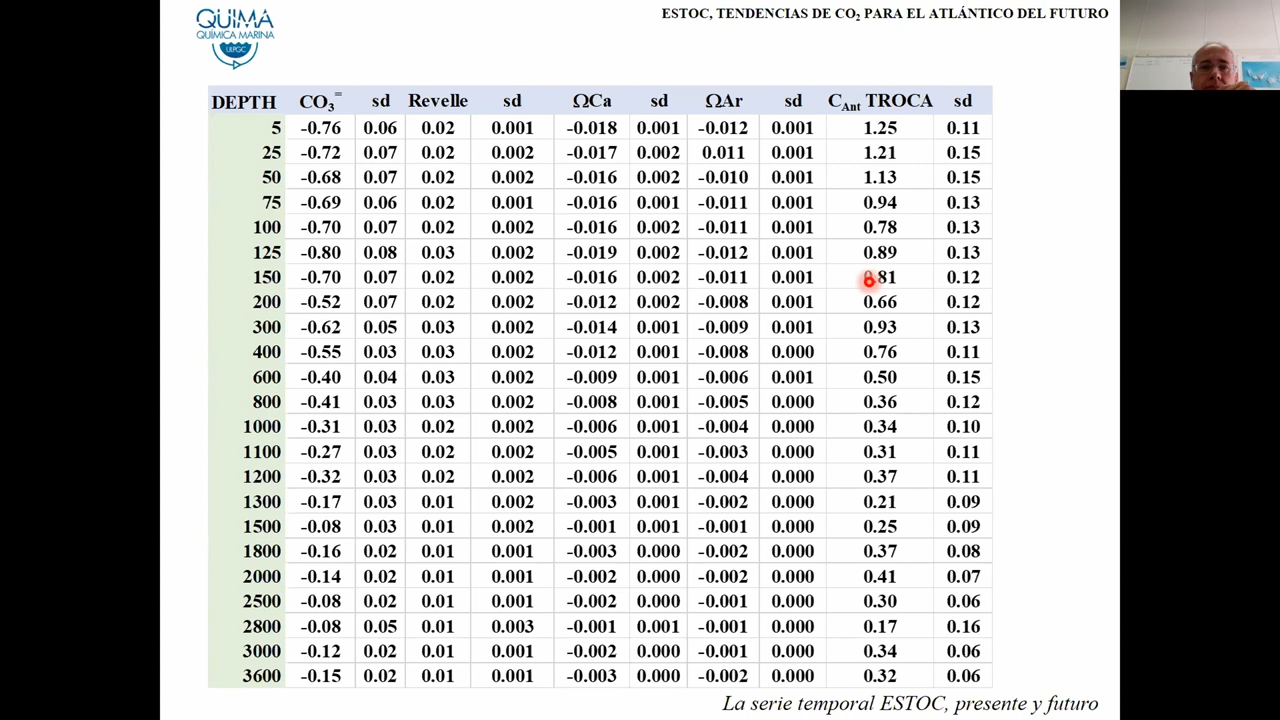 QUIMA
QUÍMICA MARINA
ULPGC
ESTOC, TENDENCIAS DE CO₂ PARA EL ATLÁNTICO DEL FUTURO
DEPTH CO₃⁼ sd Revelle sd ΩCa sd ΩAr sd C_Ant TROCA sd
5 -0.76 0.06 0.02 0.001 -0.018 0.001 -0.012 0.001 1.25 0.11
25 -0.72 0.07 0.02 0.002 -0.017 0.002 0.011 0.001 1.21 0.15
50 -0.68 0.07 0.02 0.002 -0.016 0.002 -0.010 0.001 1.13 0.15
75 -0.69 0.06 0.02 0.001 -0.016 0.001 -0.011 0.001 0.94 0.13
100 -0.70 0.07 0.02 0.002 -0.016 0.002 -0.011 0.001 0.78 0.13
125 -0.80 0.08 0.03 0.002 -0.019 0.002 -0.012 0.001 0.89 0.13
150 -0.70 0.07 0.02 0.002 -0.016 0.002 -0.011 0.001 0.81 0.12
200 -0.52 0.07 0.02 0.002 -0.012 0.002 -0.008 0.001 0.66 0.12
300 -0.62 0.05 0.03 0.002 -0.014 0.001 -0.009 0.001 0.93 0.13
400 -0.55 0.03 0.03 0.002 -0.012 0.001 -0.008 0.000 0.76 0.11
600 -0.40 0.04 0.03 0.002 -0.009 0.001 -0.006 0.001 0.50 0.15
800 -0.41 0.03 0.03 0.002 -0.008 0.001 -0.005 0.000 0.36 0.12
1000 -0.31 0.03 0.02 0.002 -0.006 0.001 -0.004 0.000 0.34 0.10
1100 -0.27 0.03 0.02 0.002 -0.005 0.001 -0.003 0.000 0.31 0.11
1200 -0.32 0.03 0.02 0.002 -0.006 0.001 -0.004 0.000 0.37 0.11
1300 -0.17 0.03 0.01 0.002 -0.003 0.001 -0.002 0.000 0.21 0.09
1500 -0.08 0.03 0.01 0.002 -0.001 0.001 -0.001 0.000 0.25 0.09
1800 -0.16 0.02 0.01 0.001 -0.003 0.000 -0.002 0.000 0.37 0.08
2000 -0.14 0.02 0.01 0.001 -0.002 0.000 -0.002 0.000 0.41 0.07
2500 -0.08 0.02 0.01 0.001 -0.002 0.000 -0.001 0.000 0.30 0.06
2800 -0.08 0.05 0.01 0.003 -0.001 0.001 -0.001 0.000 0.17 0.16
3000 -0.12 0.02 0.01 0.001 -0.002 0.000 -0.001 0.000 0.34 0.06
3600 -0.15 0.02 0.01 0.001 -0.003 0.000 -0.002 0.000 0.32 0.06
La serie temporal ESTOC, presente y futuro